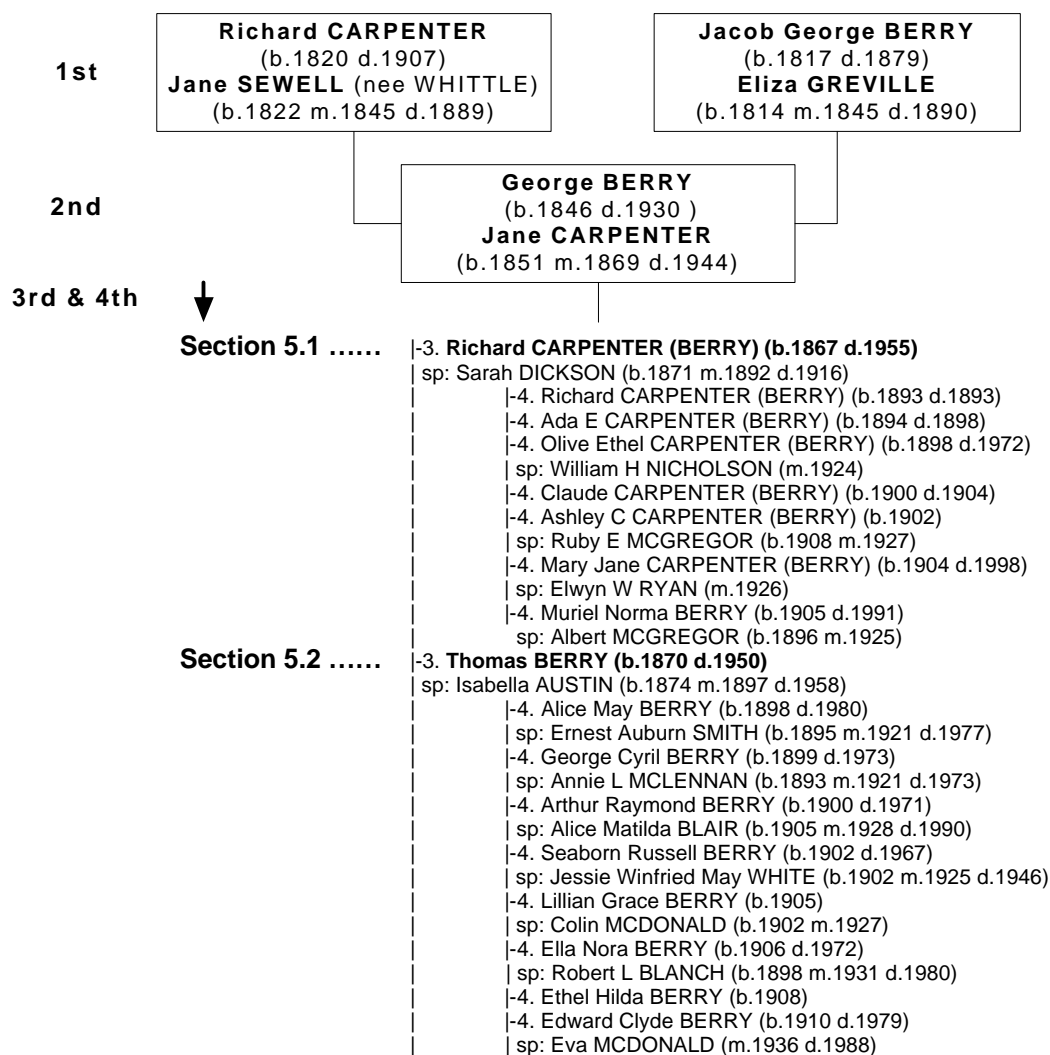 Richard CARPENTER
(b.1820 d.1907)
Jane SEWELL (nee WHITTLE)
(b.1822 m.1845 d.1889)
Jacob George BERRY
(b.1817 d.1879)
Eliza GREVILLE
(b.1814 m.1845 d.1890)
1st
George BERRY
(b.1846 d.1930 )
Jane CARPENTER
(b.1851 m.1869 d.1944)
2nd
3rd & 4th
Section 5.1 ......
|-3. Richard CARPENTER (BERRY) (b.1867 d.1955)
| sp: Sarah DICKSON (b.1871 m.1892 d.1916)
| |-4. Richard CARPENTER (BERRY) (b.1893 d.1893)
| |-4. Ada E CARPENTER (BERRY) (b.1894 d.1898)
| |-4. Olive Ethel CARPENTER (BERRY) (b.1898 d.1972)
| | sp: William H NICHOLSON (m.1924)
| |-4. Claude CARPENTER (BERRY) (b.1900 d.1904)
| |-4. Ashley C CARPENTER (BERRY) (b.1902)
| | sp: Ruby E MCGREGOR (b.1908 m.1927)
| |-4. Mary Jane CARPENTER (BERRY) (b.1904 d.1998)
| | sp: Elwyn W RYAN (m.1926)
| |-4. Muriel Norma BERRY (b.1905 d.1991)
| sp: Albert MCGREGOR (b.1896 m.1925)
Section 5.2 ......
|-3. Thomas BERRY (b.1870 d.1950)
| sp: Isabella AUSTIN (b.1874 m.1897 d.1958)
| |-4. Alice May BERRY (b.1898 d.1980)
| | sp: Ernest Auburn SMITH (b.1895 m.1921 d.1977)
| |-4. George Cyril BERRY (b.1899 d.1973)
| | sp: Annie L MCLENNAN (b.1893 m.1921 d.1973)
| |-4. Arthur Raymond BERRY (b.1900 d.1971)
| | sp: Alice Matilda BLAIR (b.1905 m.1928 d.1990)
| |-4. Seaborn Russell BERRY (b.1902 d.1967)
| | sp: Jessie Winfried May WHITE (b.1902 m.1925 d.1946)
| |-4. Lillian Grace BERRY (b.1905)
| | sp: Colin MCDONALD (b.1902 m.1927)
| |-4. Ella Nora BERRY (b.1906 d.1972)
| | sp: Robert L BLANCH (b.1898 m.1931 d.1980)
| |-4. Ethel Hilda BERRY (b.1908)
| |-4. Edward Clyde BERRY (b.1910 d.1979)
| | sp: Eva MCDONALD (m.1936 d.1988)